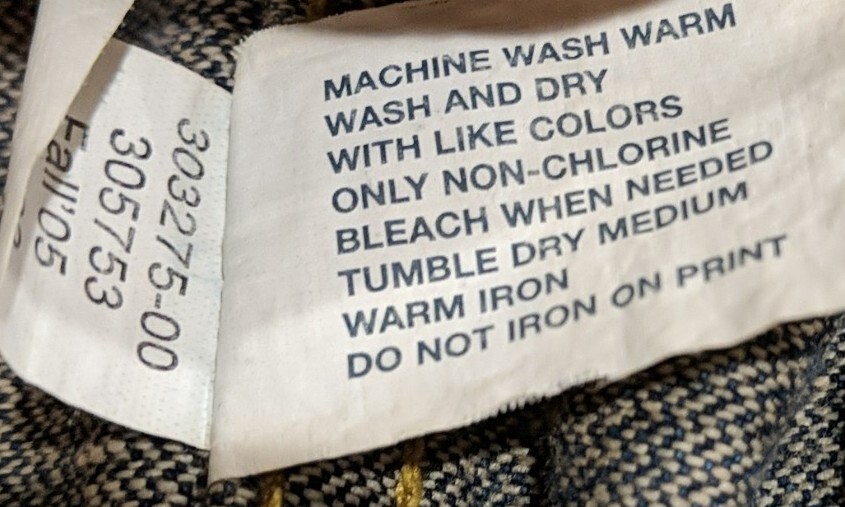 303275-00
305753
Fall'05
MACHINE WASH WARM
WASH AND DRY
WITH LIKE COLORS
ONLY NON-CHLORINE
BLEACH WHEN NEEDED
TUMBLE DRY MEDIUM
WARM IRON
DO NOT IRON ON PRINT